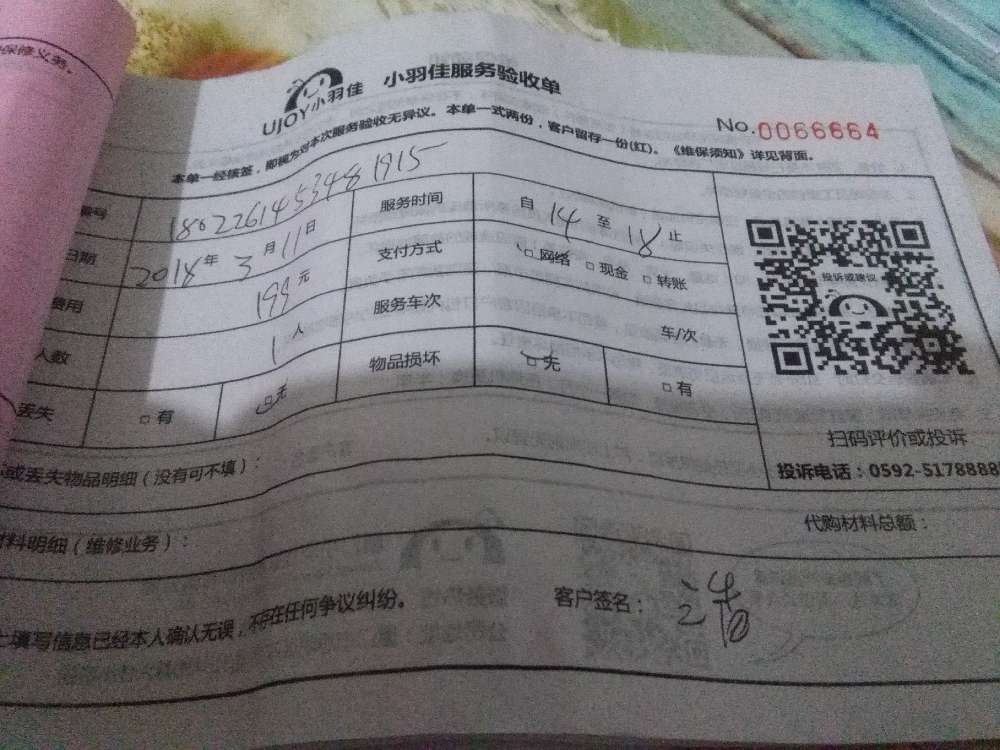 保修义务。
UJOY小羽佳 小羽佳服务验收单
No.0066664
本单一经核签，即视为对本次服务验收无异议。本单一式两份，客户留存一份(红)。《维保须知》详见背面。
编号 1802261453481915 服务时间 自 14 至 18 止
日期 2018年3月11日 支付方式 □网络 □现金 □转账
费用 199元 服务车次 车/次
人数 1人 物品损坏 □无 □有
丢失 □有 □无
投诉或建议
扫码评价或投诉
投诉电话：0592-5178888
或丢失物品明细（没有可不填）：
材料明细（维修业务）： 代购材料总额：
上填写信息已经本人确认无误，不存在任何争议纠纷。 客户签名：